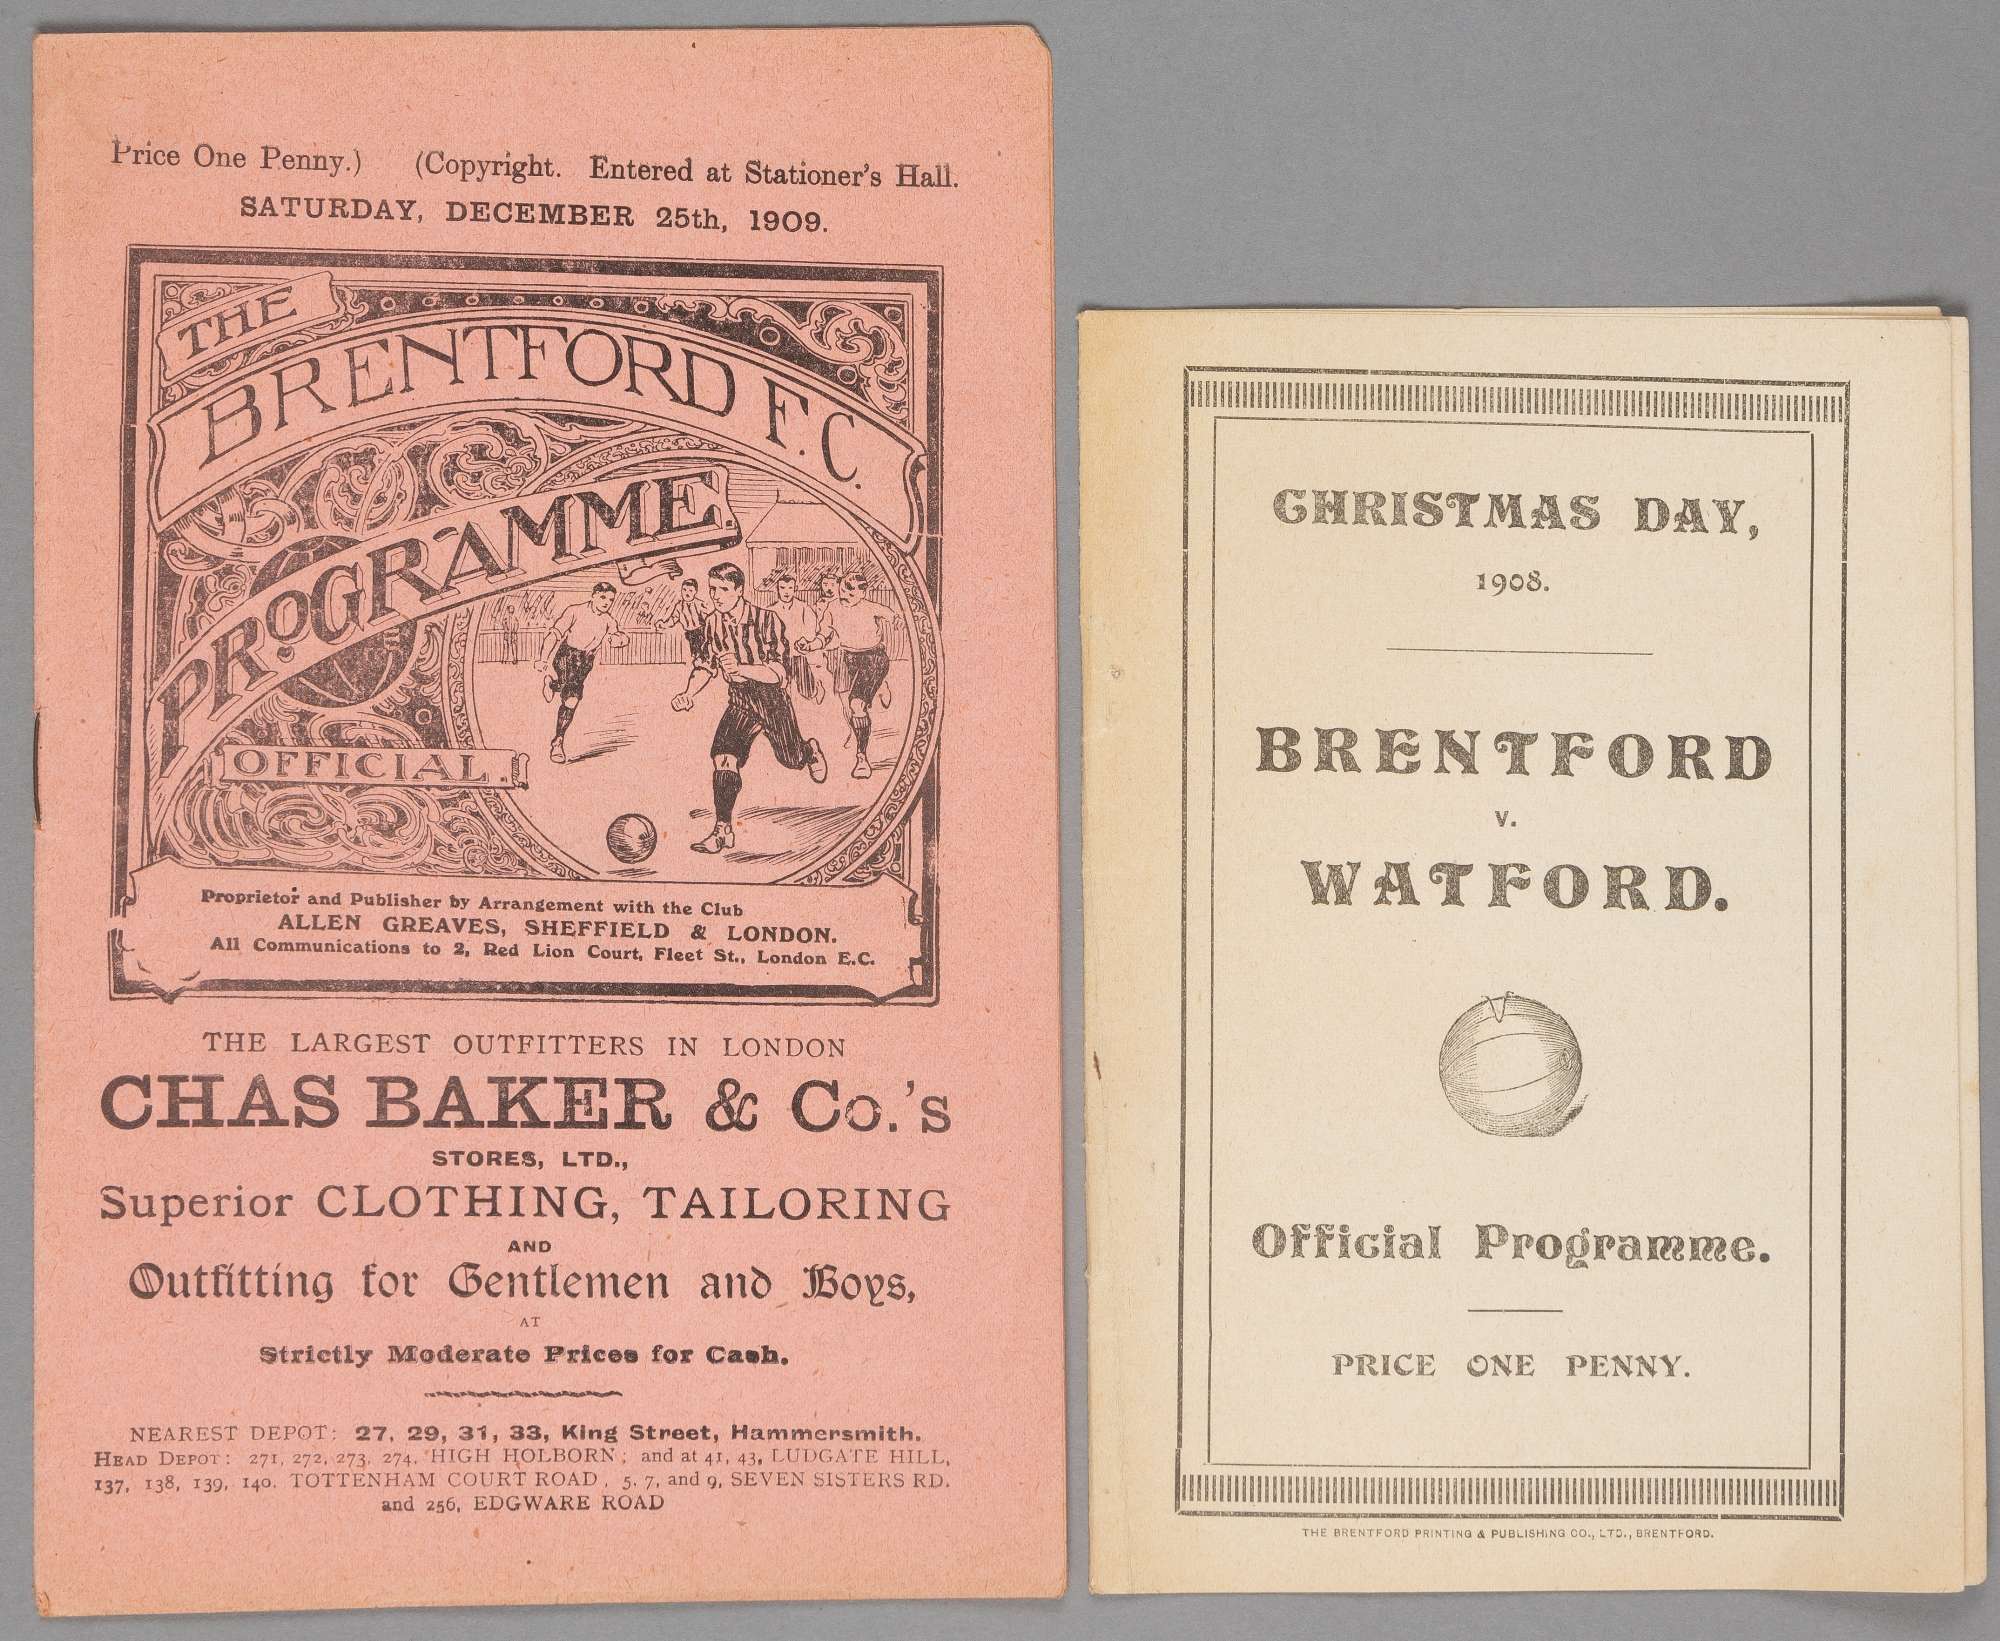 Price One Penny.) (Copyright. Entered at Stationer's Hall.
SATURDAY, DECEMBER 25th, 1909.
THE
BRENTFORD F.C.
PROGRAMME
OFFICIAL.
Proprietor and Publisher by Arrangement with the Club
ALLEN GREAVES, SHEFFIELD & LONDON.
All Communications to 2, Red Lion Court, Fleet St., London E.C.
THE LARGEST OUTFITTERS IN LONDON
CHAS BAKER & Co.'s
STORES, LTD.,
Superior CLOTHING, TAILORING
AND
Outfitting for Gentlemen and Boys,
AT
Strictly Moderate Prices for Cash.
NEAREST DEPOT: 27, 29, 31, 33, King Street, Hammersmith.
HEAD DEPOT: 271, 272, 273, 274, HIGH HOLBORN; and at 41, 43, LUDGATE HILL,
137, 138, 139, 140, TOTTENHAM COURT ROAD, 5, 7, and 9, SEVEN SISTERS RD.
and 256, EDGWARE ROAD
CHRISTMAS DAY,
1908.
BRENTFORD
v.
WATFORD.
Official Programme.
PRICE ONE PENNY.
THE BRENTFORD PRINTING & PUBLISHING CO., LTD., BRENTFORD.